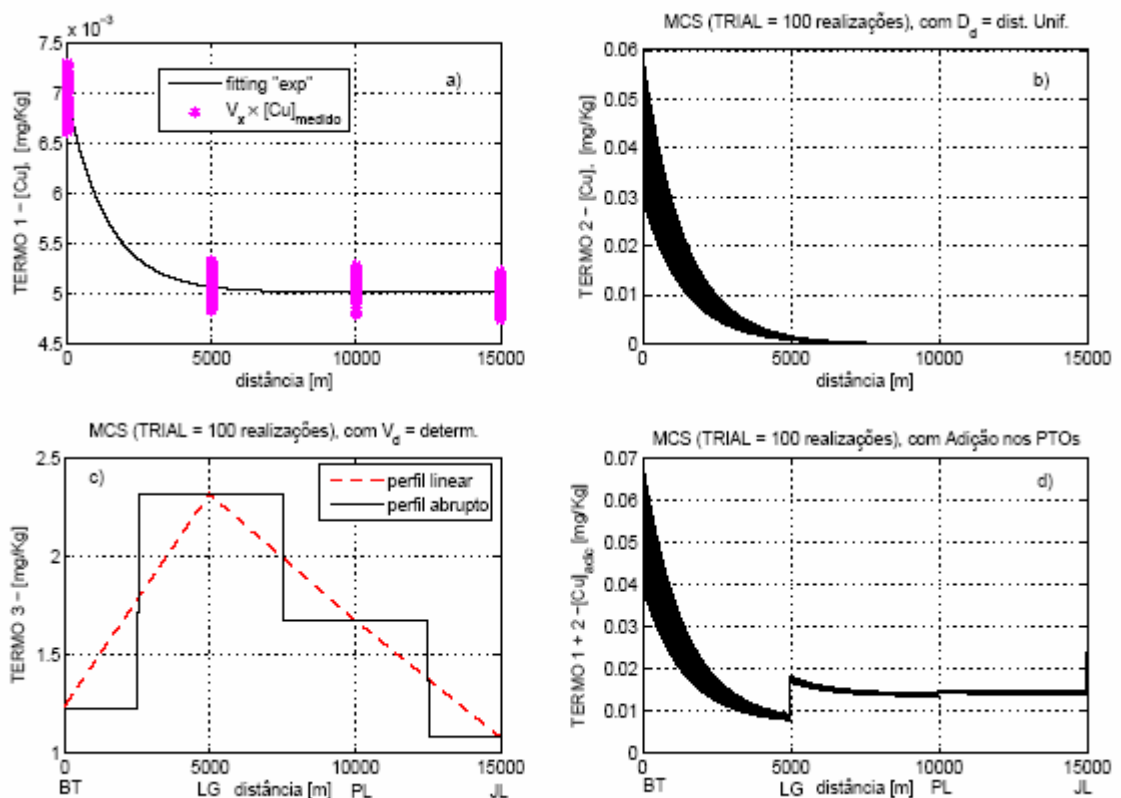 x 10⁻³
7.5
7
6.5
6
5.5
5
4.5
TERMO 1 − [Cu], [mg/Kg]
fitting "exp"
V_x × [Cu]_medido
a)
0
5000
10000
15000
distância [m]
MCS (TRIAL = 100 realizações), com D_d = dist. Unif.
0.06
0.05
0.04
0.03
0.02
0.01
0
TERMO 2 − [Cu], [mg/Kg]
b)
0
5000
10000
15000
distância [m]
MCS (TRIAL = 100 realizações), com V_d = determ.
2.5
2
1.5
1
TERMO 3 − [mg/Kg]
c)
perfil linear
perfil abrupto
0
5000
10000
15000
BT
LG
distância [m]
PL
JL
MCS (TRIAL = 100 realizações), com Adição nos PTOs
0.07
0.06
0.05
0.04
0.03
0.02
0.01
0
TERMO 1 + 2 −[Cu]_adic [mg/Kg]
d)
0
5000
10000
15000
BT
LG
distância [m]
PL
JL